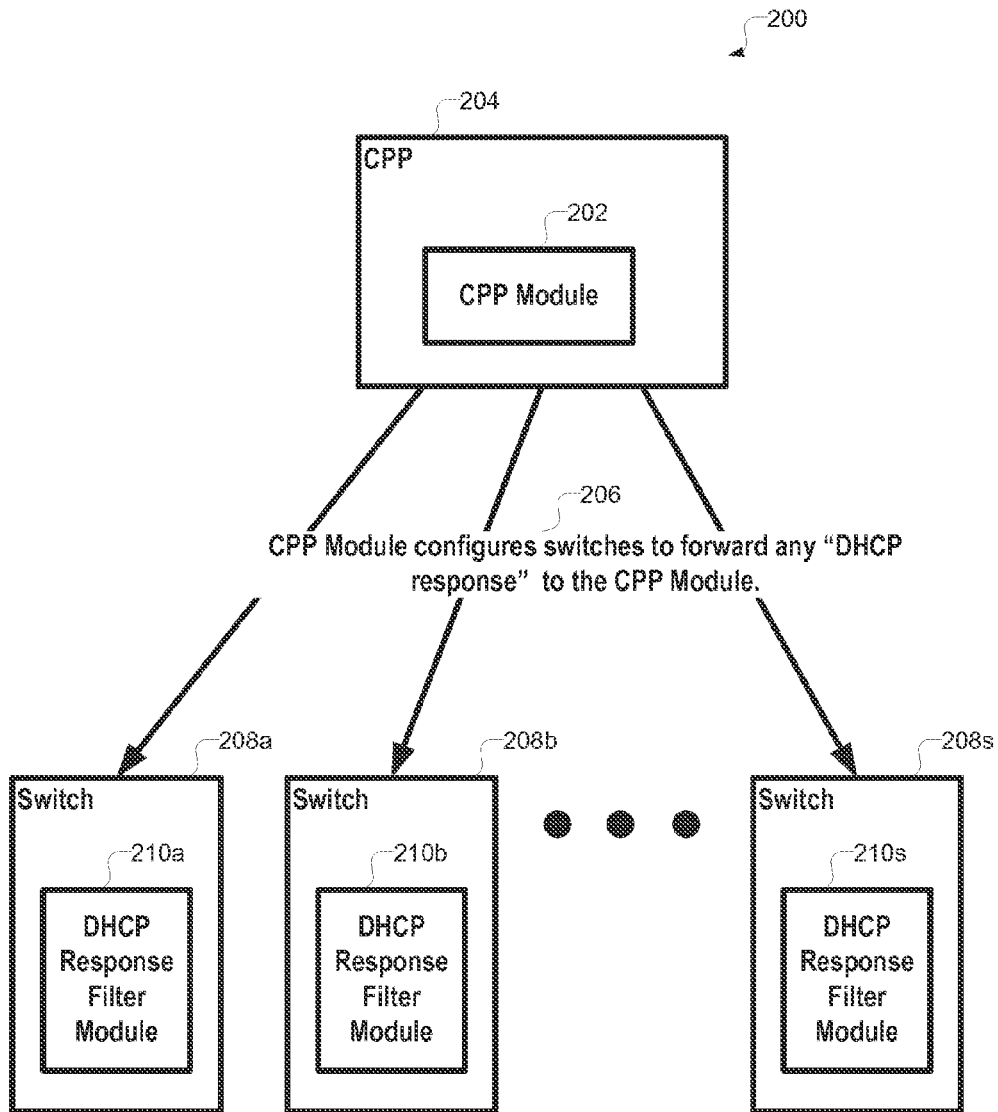 200
204
CPP
202
CPP Module
206
CPP Module configures switches to forward any “DHCP
response” to the CPP Module.
208a
208b
208s
Switch
Switch
Switch
210a
210b
210s
DHCP
Response
Filter
Module
DHCP
Response
Filter
Module
DHCP
Response
Filter
Module